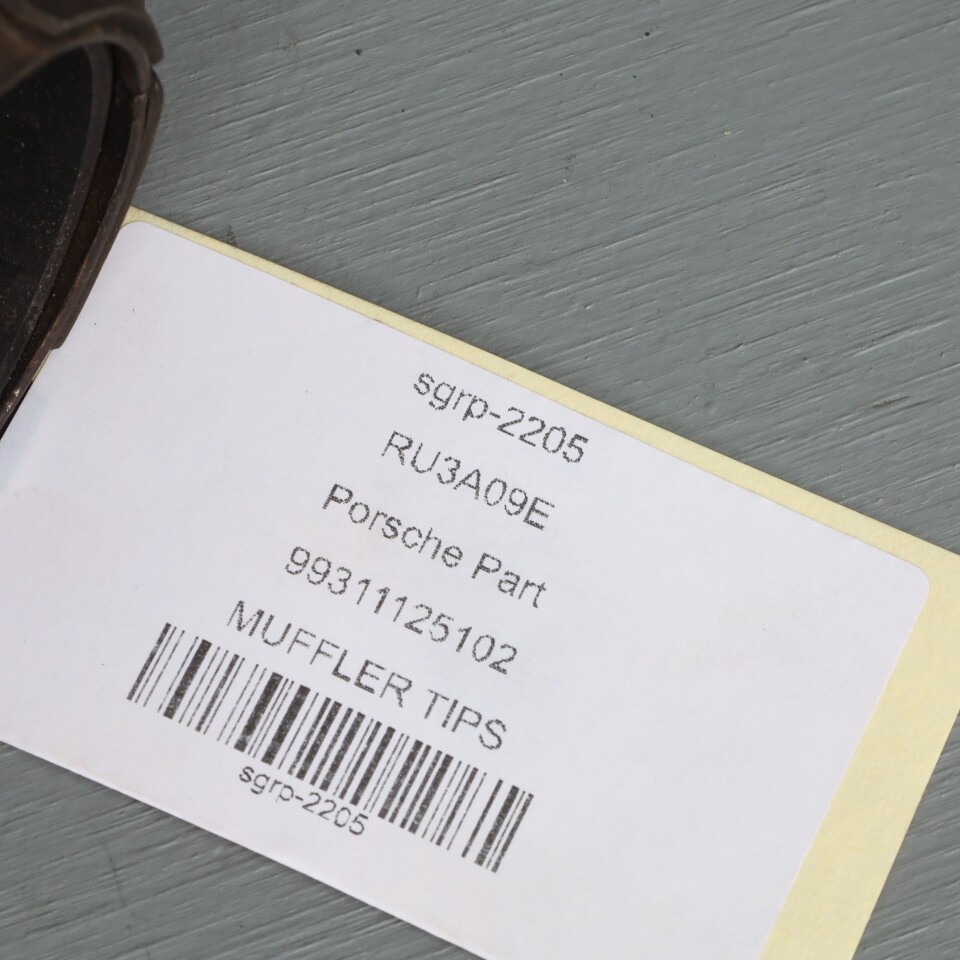 sgrp-2205
RU3A09E
Porsche Part
99311125102
MUFFLER TIPS
sgrp-2205